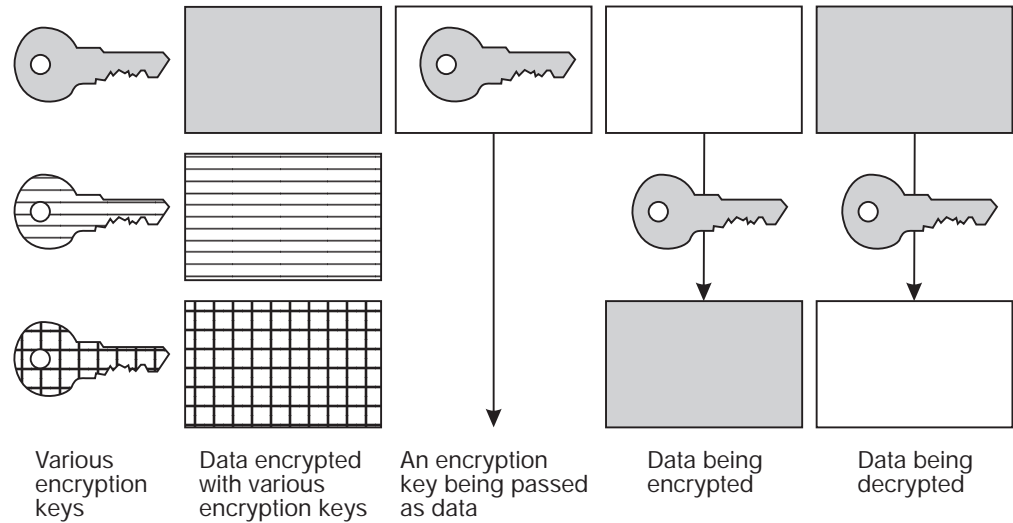 Various
encryption
keys
Data encrypted
with various
encryption keys
An encryption
key being passed
as data
Data being
encrypted
Data being
decrypted